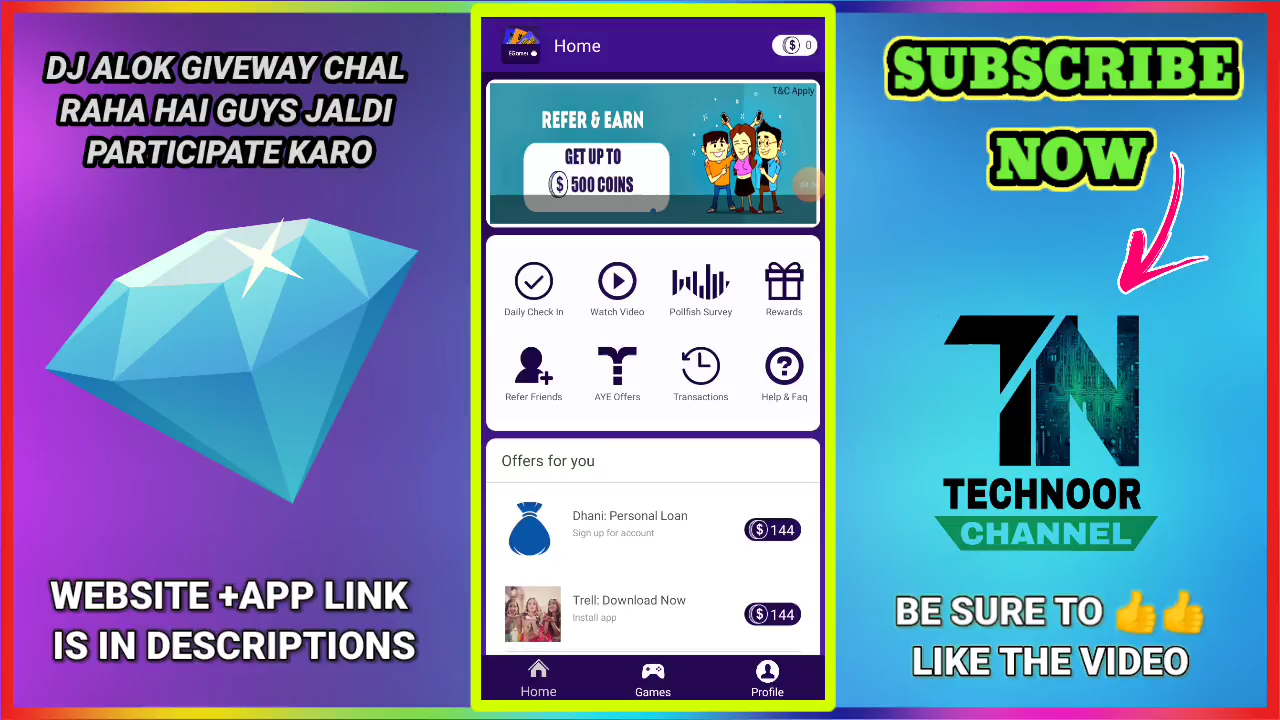 DJ ALOK GIVEWAY CHAL
RAHA HAI GUYS JALDI
PARTICIPATE KARO
WEBSITE +APP LINK
IS IN DESCRIPTIONS
Home
$ 0
T&C Apply
REFER & EARN
GET UP TO
$ 500 COINS
Daily Check In
Watch Video
Pollfish Survey
Rewards
Refer Friends
AYE Offers
Transactions
Help & Faq
Offers for you
Dhani: Personal Loan
Sign up for account
$ 144
Trell: Download Now
Install app
$ 144
Home
Games
Profile
SUBSCRIBE
NOW
TN
TECHNOOR
CHANNEL
BE SURE TO 👍👍
LIKE THE VIDEO